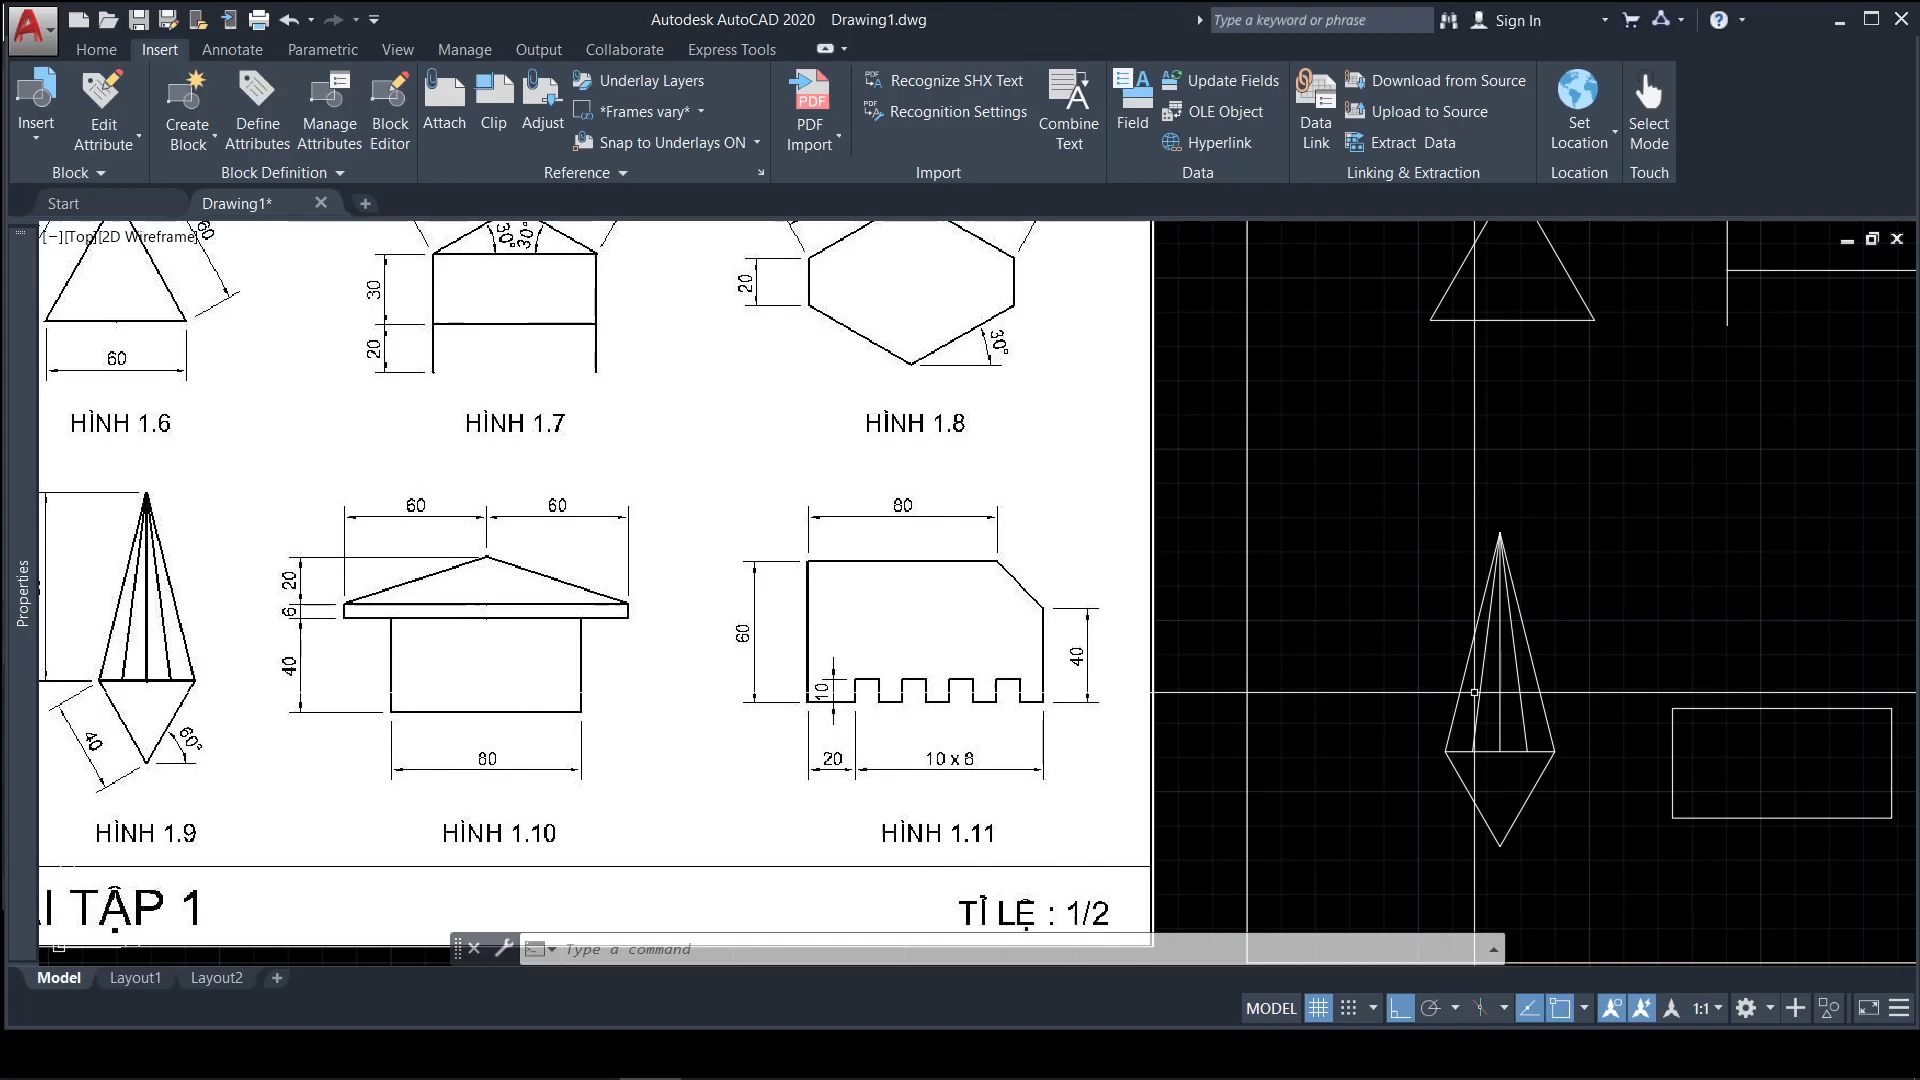 Autodesk AutoCAD 2020 Drawing1.dwg
Type a keyword or phrase
Sign In
Home Insert Annotate Parametric View Manage Output Collaborate Express Tools
Insert
Edit Attribute
Create Block
Define Attributes
Manage Attributes
Block Editor
Attach
Clip
Adjust
Underlay Layers
*Frames vary*
Snap to Underlays ON
PDF Import
Recognize SHX Text
Recognition Settings
Combine Text
Field
Update Fields
OLE Object
Hyperlink
Data Link
Download from Source
Upload to Source
Extract Data
Set Location
Select Mode
Block
Block Definition
Reference
Import
Data
Linking & Extraction
Location
Touch
Start
Drawing1*
[−][Top][2D Wireframe]
Properties
60
60
HÌNH 1.6
30°
30°
30
20
HÌNH 1.7
20
30°
HÌNH 1.8
40
60°
HÌNH 1.9
60
60
20
6
40
80
HÌNH 1.10
80
60
10
40
20
10 x 8
HÌNH 1.11
TẬP 1
TỈ LỆ : 1/2
Type a command
Model
Layout1
Layout2
MODEL
1:1